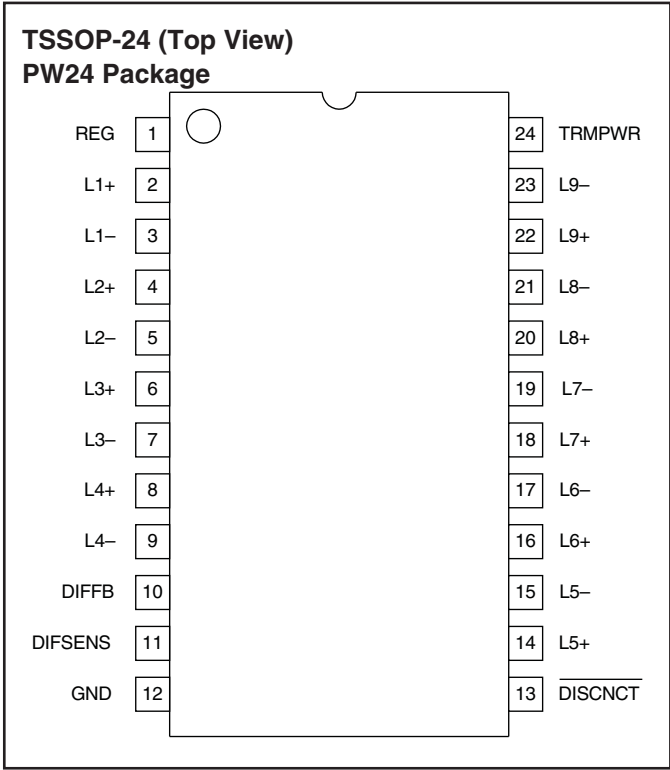 TSSOP-24 (Top View)
PW24 Package
REG 1 24 TRMPWR
L1+ 2 23 L9–
L1– 3 22 L9+
L2+ 4 21 L8–
L2– 5 20 L8+
L3+ 6 19 L7–
L3– 7 18 L7+
L4+ 8 17 L6–
L4– 9 16 L6+
DIFFB 10 15 L5–
DIFSENS 11 14 L5+
GND 12 13 DISCNCT